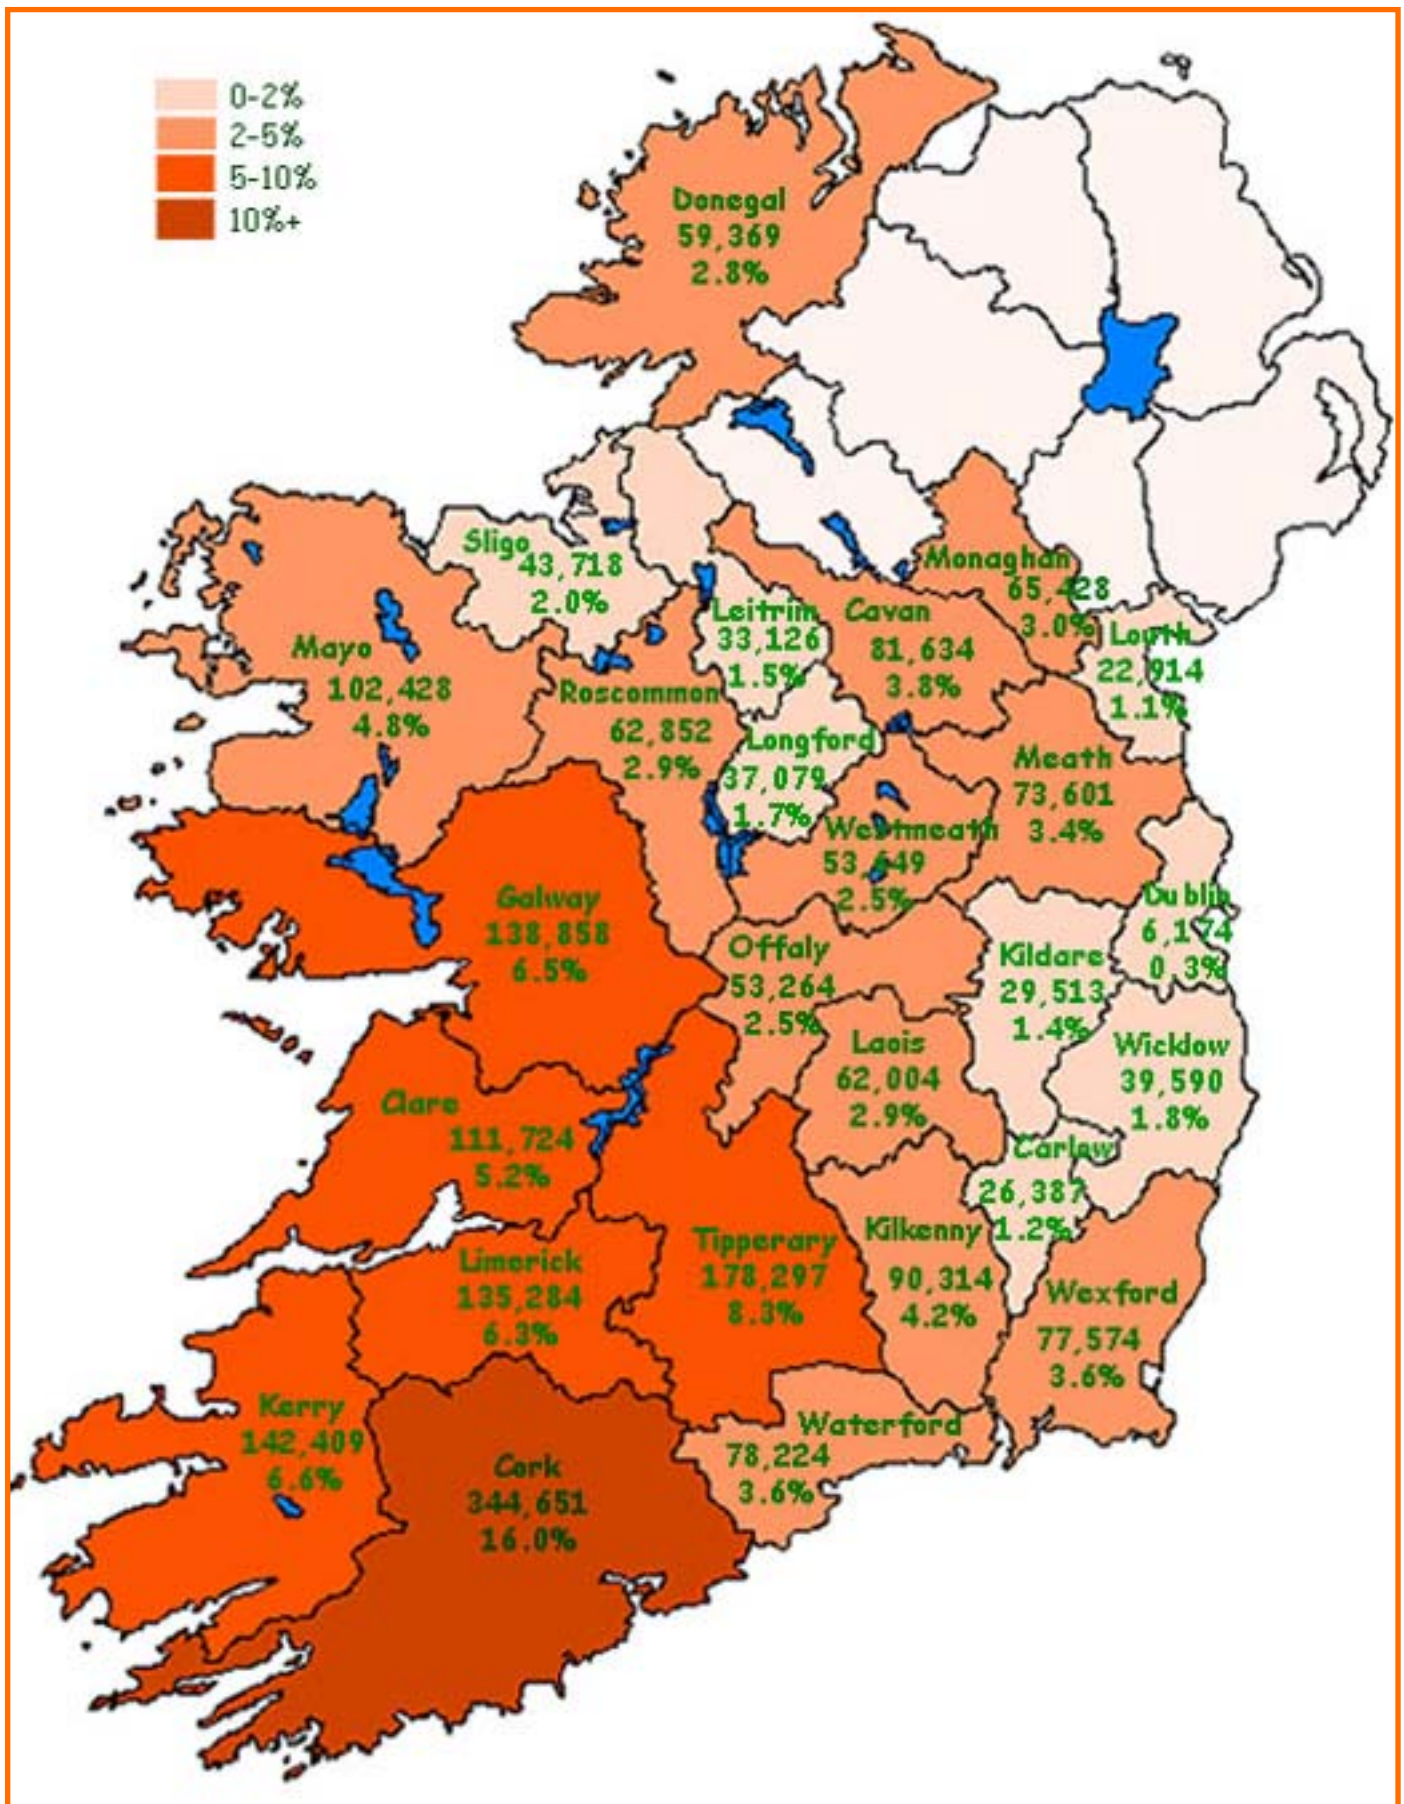 0-2%
2-5%
5-10%
10%+
Donegal
59,369
2.8%
Sligo
43,718
2.0%
Monaghan
65,428
3.0%
Leitrim
33,126
1.5%
Cavan
81,634
3.8%
Louth
22,914
1.1%
Mayo
102,428
4.8%
Roscommon
62,852
2.9%
Longford
37,079
1.7%
Meath
73,601
3.4%
Westmeath
53,649
2.5%
Galway
138,858
6.5%
Offaly
53,264
2.5%
Kildare
29,513
1.4%
Dublin
6,174
0.3%
Laois
62,004
2.9%
Wicklow
39,590
1.8%
Clare
111,724
5.2%
Carlow
26,387
1.2%
Limerick
135,284
6.3%
Tipperary
178,297
8.3%
Kilkenny
90,314
4.2%
Wexford
77,574
3.6%
Kerry
142,409
6.6%
Cork
344,651
16.0%
Waterford
78,224
3.6%